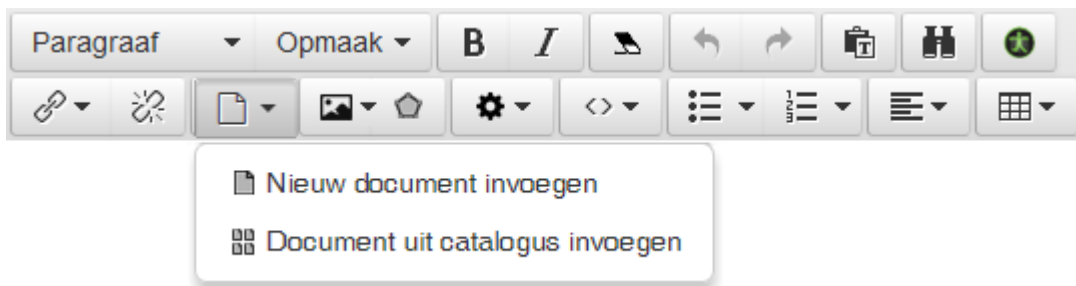 Paragraaf Opmaak B I
Nieuw document invoegen
Document uit catalogus invoegen